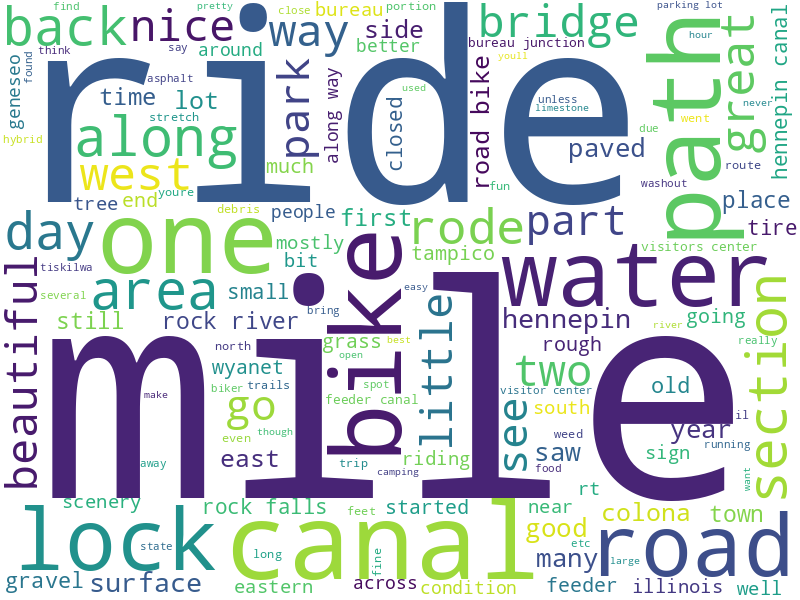 find
pretty
close
bureau
portion
parking lot
back
nice
way
side
bridge
path
great
hennepin canal
think
say
around
better
bureau junction
hour
geneseo
found
asphalt
ride
park
along way
closed
road bike
youll
unless
limestone
used
never
time
lot
hybrid
stretch
along
paved
went
due
west
much
fun
route
tree
end
youre
washout
place
debris
people
first
rode
part
tire
day
one
mostly
tampico
water
visitors center
tiskilwa
bit
beautiful
area
small
easy
several
bike
little
section
still
rock river
bring
hennepin
going
river
north
grass
open
best
rough
really
mile
make
wyanet
trails
spot
two
biker
feeder canal
visitor center
old
go
south
year
il
even
though
see
weed
running
away
east
trip
riding
saw
sign
camping
food
want
scenery
rock falls
feet
started
near
rt
colona
town
lock
state
canal
long
fine
good
road
etc
many
large
gravel
surface
eastern
across
condition
feeder
illinois
well